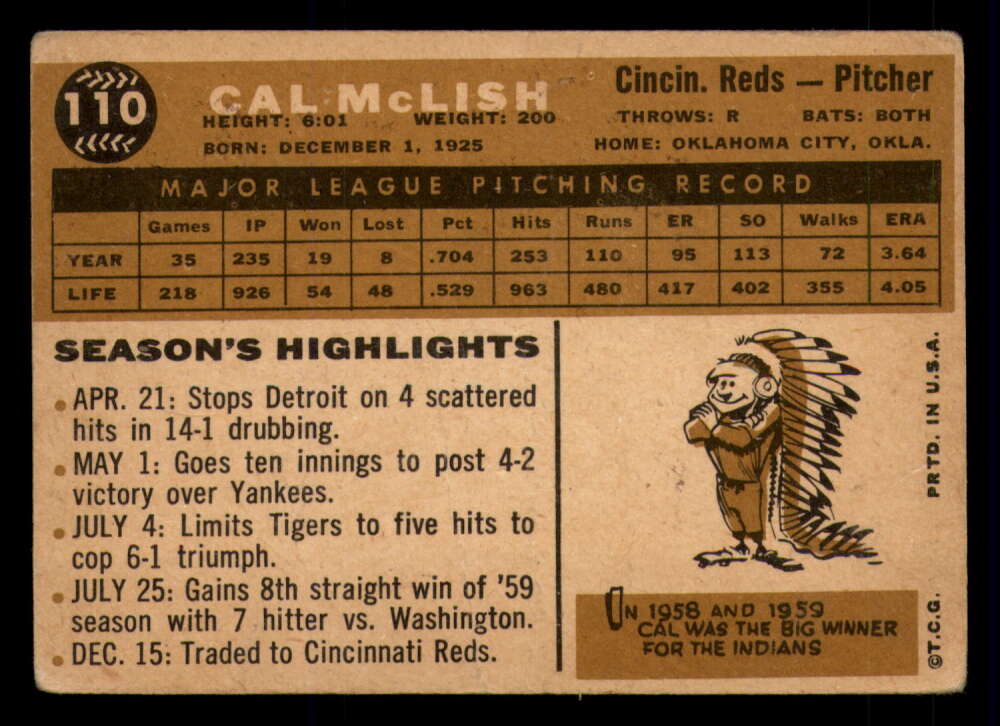 110
CAL McLISH
Cincin. Reds — Pitcher
HEIGHT: 6:01 WEIGHT: 200 THROWS: R BATS: BOTH
BORN: DECEMBER 1, 1925 HOME: OKLAHOMA CITY, OKLA.
MAJOR LEAGUE PITCHING RECORD
Games IP Won Lost Pct Hits Runs ER SO Walks ERA
YEAR 35 235 19 8 .704 253 110 95 113 72 3.64
LIFE 218 926 54 48 .529 963 480 417 402 355 4.05
SEASON'S HIGHLIGHTS
• APR. 21: Stops Detroit on 4 scattered
hits in 14-1 drubbing.
• MAY 1: Goes ten innings to post 4-2
victory over Yankees.
• JULY 4: Limits Tigers to five hits to
cop 6-1 triumph.
• JULY 25: Gains 8th straight win of '59
season with 7 hitter vs. Washington.
• DEC. 15: Traded to Cincinnati Reds.
IN 1958 AND 1959
CAL WAS THE BIG WINNER
FOR THE INDIANS
©T.C.G. PRTD. IN U.S.A.